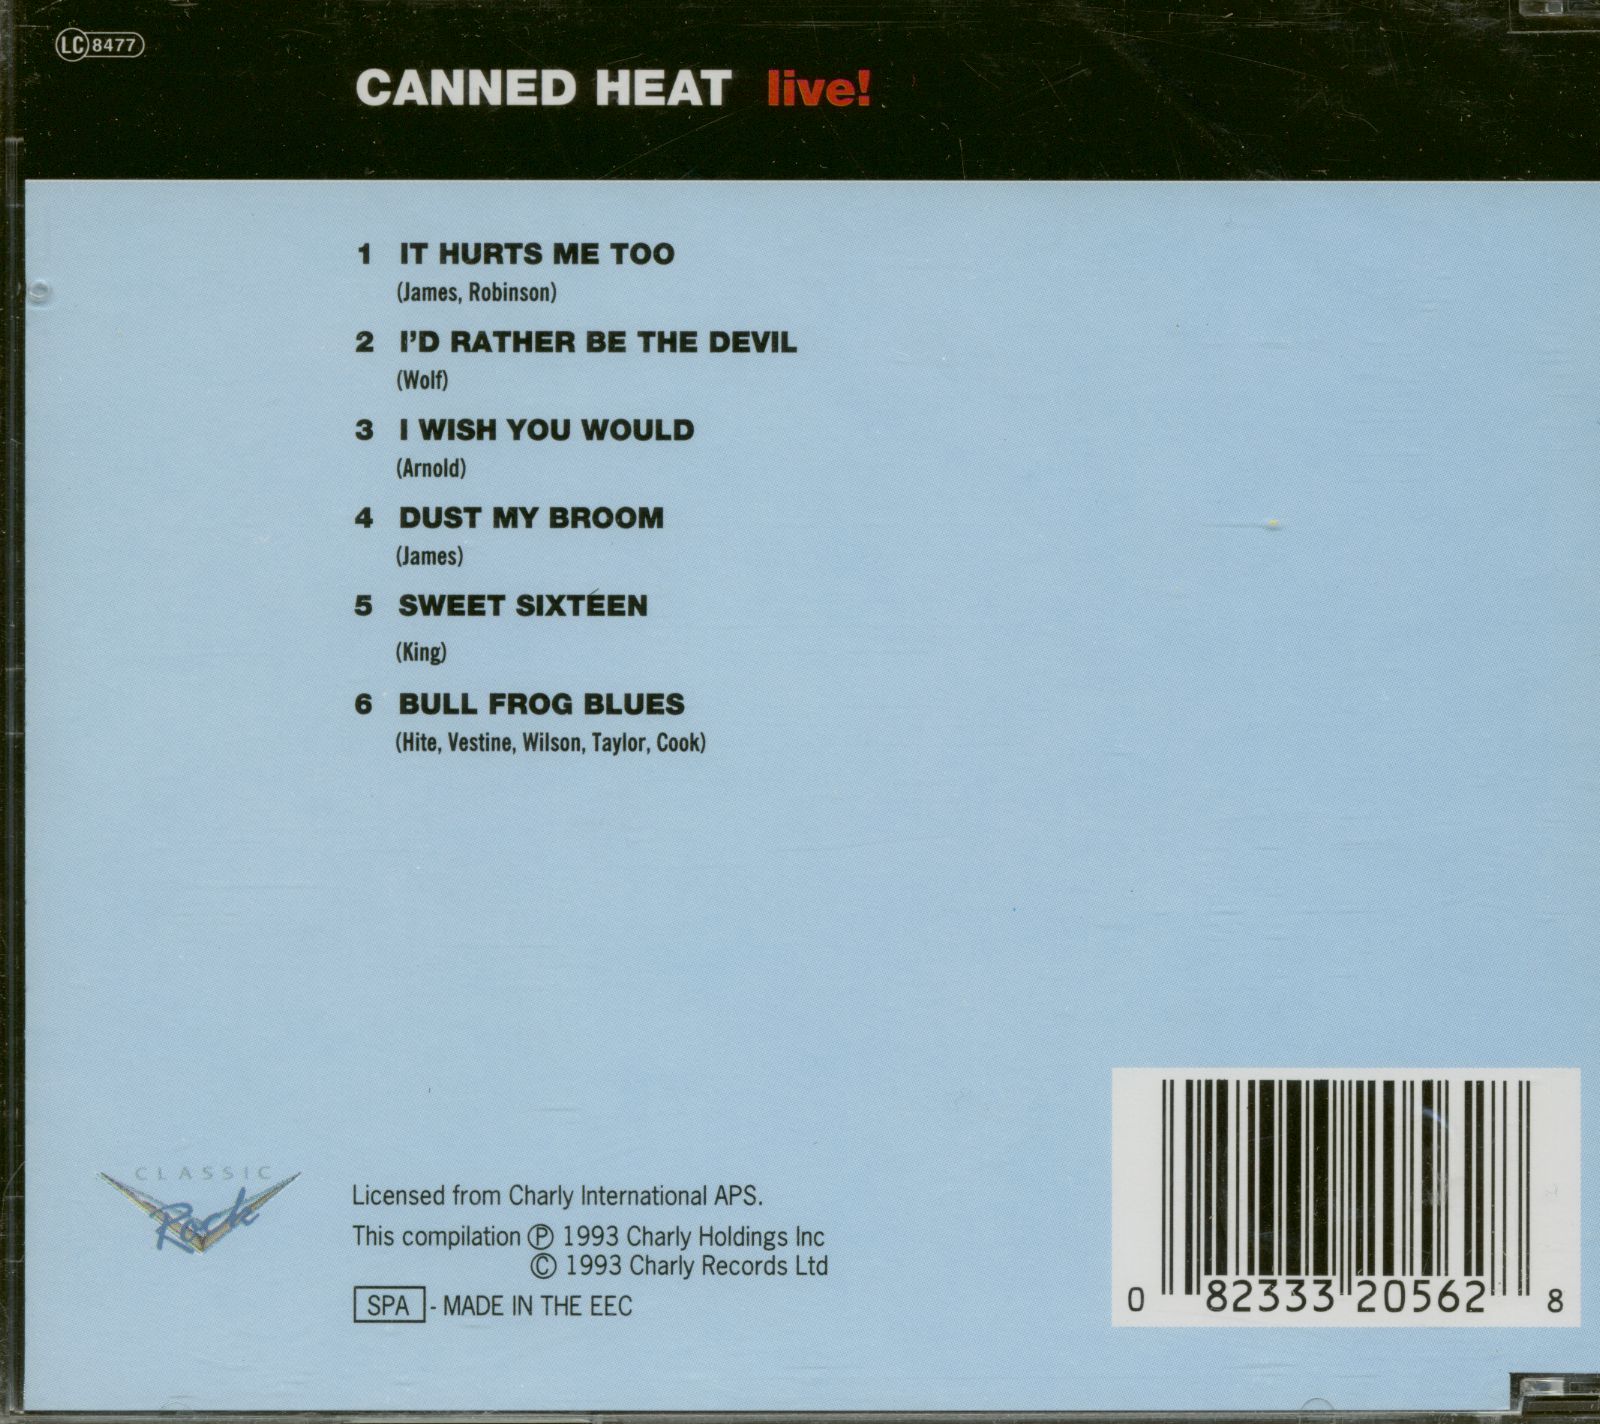 LC 8477
CANNED HEAT live!
1 IT HURTS ME TOO
(James, Robinson)
2 I'D RATHER BE THE DEVIL
(Wolf)
3 I WISH YOU WOULD
(Arnold)
4 DUST MY BROOM
(James)
5 SWEET SIXTEEN
(King)
6 BULL FROG BLUES
(Hite, Vestine, Wilson, Taylor, Cook)
CLASSIC
Rock
Licensed from Charly International APS.
This compilation ℗ 1993 Charly Holdings Inc
© 1993 Charly Records Ltd
SPA - MADE IN THE EEC
0 82333 20562 8